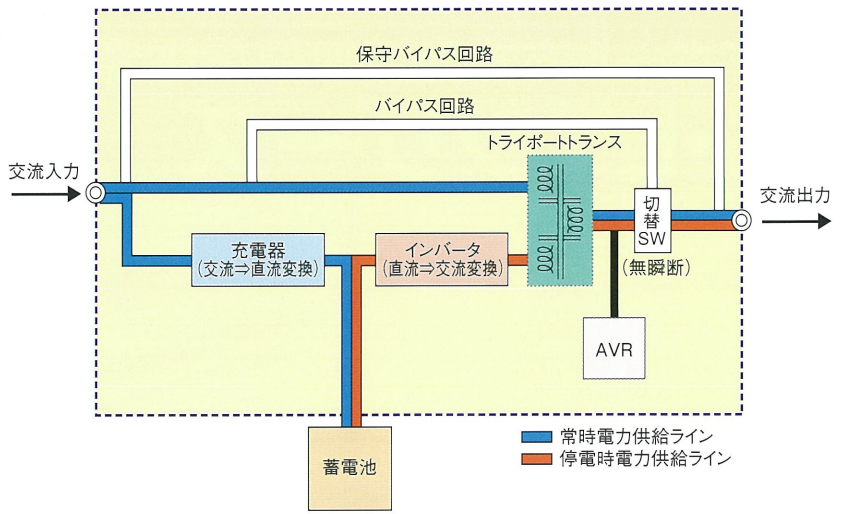 保守バイパス回路
バイパス回路
トライポートトランス
交流入力
交流出力
切
替
SW
(無瞬断)
充電器
(交流⇒直流変換)
インバータ
(直流⇒交流変換)
AVR
蓄電池
常時電力供給ライン
停電時電力供給ライン